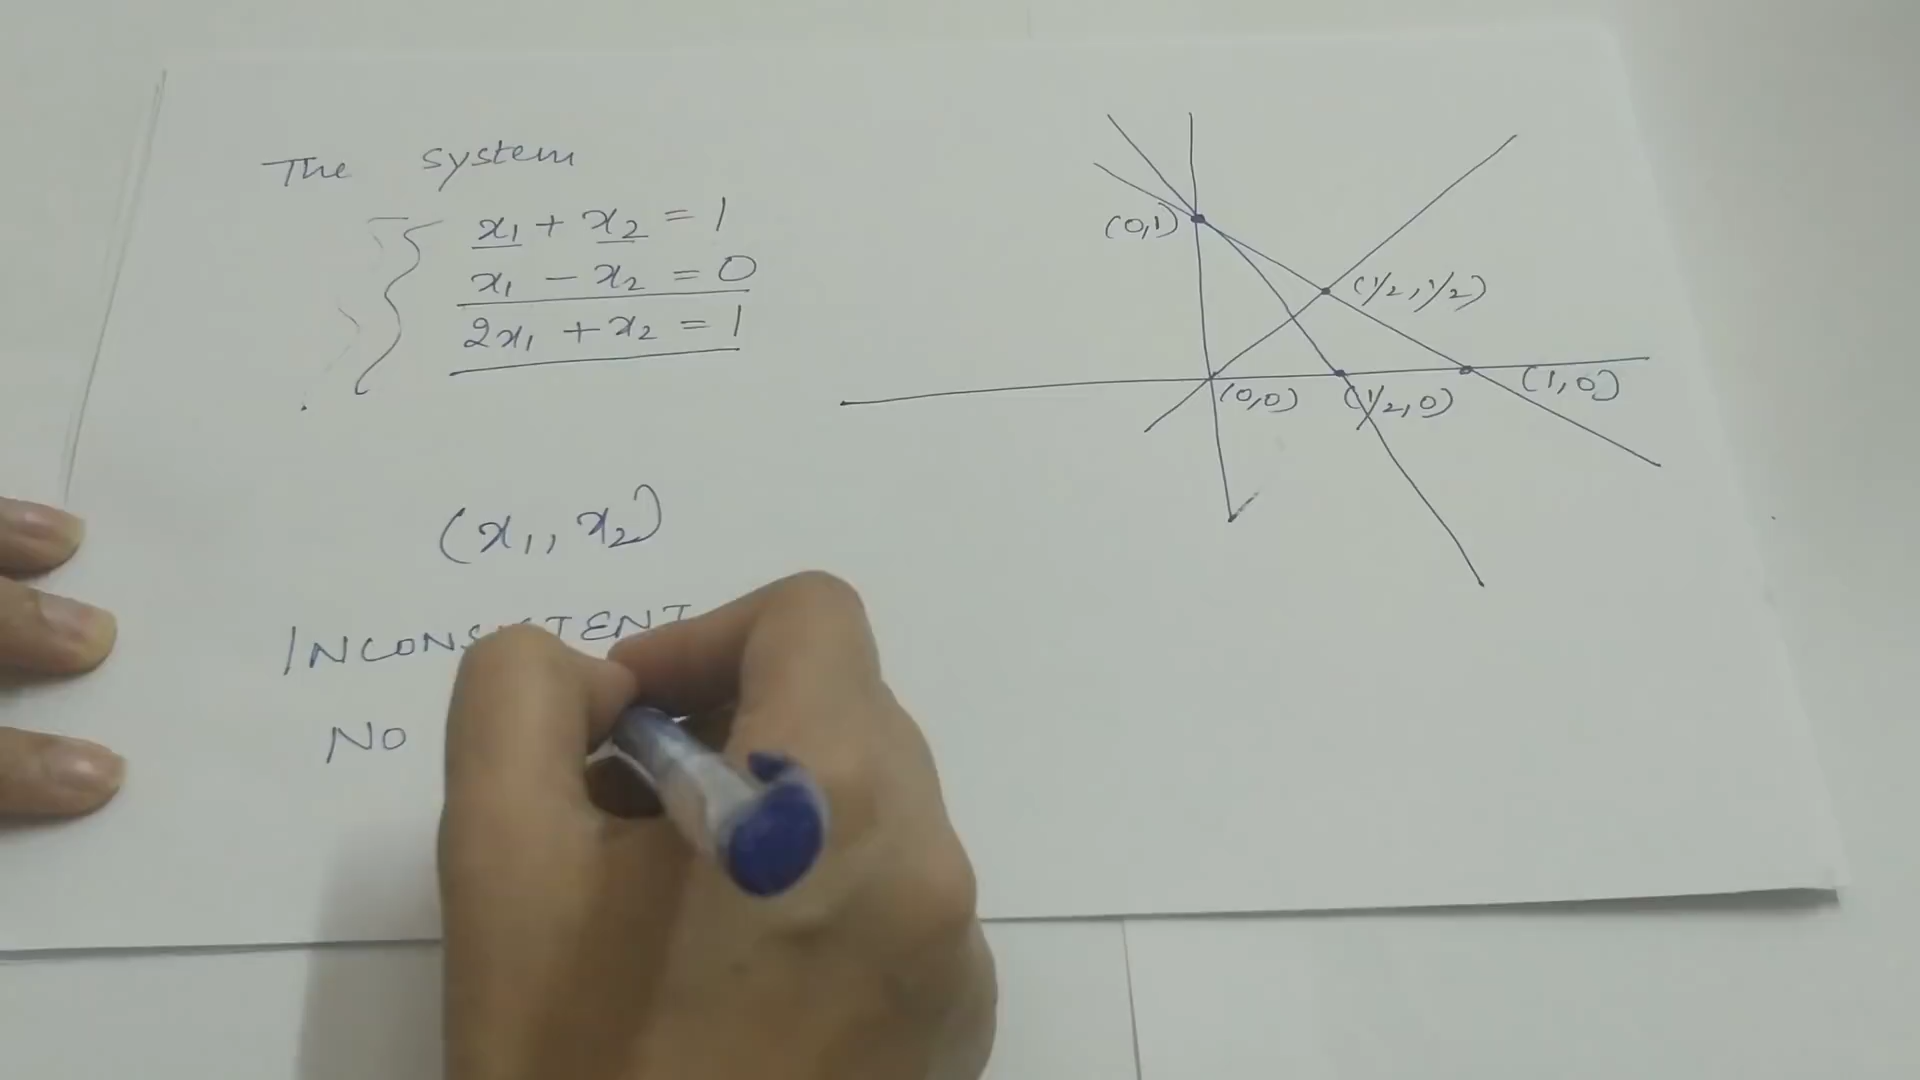 The system
x₁ + x₂ = 1
x₁ - x₂ = 0
2x₁ + x₂ = 1
(x₁, x₂)
NO
(0,1)
(1/2, 1/2)
(0,0)
(1/2, 0)
(1, 0)